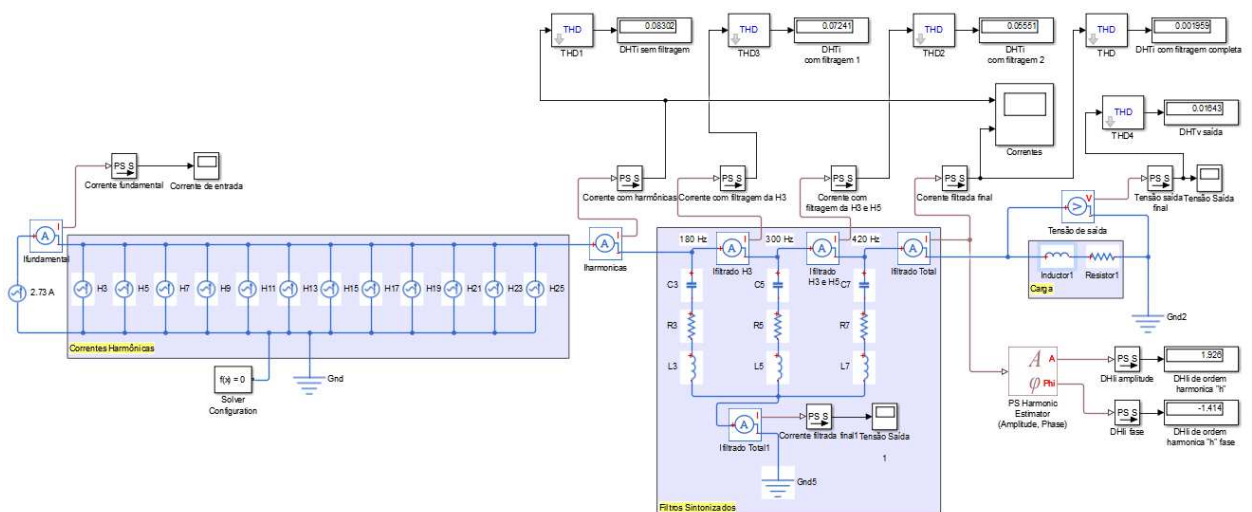 THD
0.08302
THD1
DHTi sem filtragem
THD
0.07241
THD3
DHTi
com filtragem 1
THD
0.05551
THD2
DHTi
com filtragem 2
THD
0.001959
THD
DHTi com filtragem completa
THD
0.01643
THD4
DHTv saída
Correntes
PS S
Corrente fundamental
Corrente de entrada
PS S
Corrente com harmônicas
PS S
Corrente com filtragem da H3
PS S
Corrente com
filtragem da H3 e H5
PS S
Corrente filtrada final
PS S
Tensão saída
final
Tensão Saída
V
Tensão de saída
A
I
Ifundamental
2.73 A
H3
H5
H7
H9
H11
H13
H15
H17
H19
H21
H23
H25
Correntes Harmônicas
f(x) = 0
Solver
Configuration
Gnd
A
I
Iharmonicas
180 Hz
A
I
Ifiltrado H3
300 Hz
A
I
Ifiltrado
H3 e H5
420 Hz
A
I
Ifiltrado Total
C3
C5
C7
R3
R5
R7
L3
L5
L7
A
I
Ifiltrado Total1
PS S
Corrente filtrada final1
Tensão Saída
1
Gnd5
Filtros Sintonizados
Inductor1
Resistor1
Carga
Gnd2
A
φ
A
Phi
PS Harmonic
Estimator
(Amplitude, Phase)
PS S
DHIi amplitude
1.926
DHIi de ordem
harmonica "h"
PS S
DHIi fase
-1.414
DHIi de ordem
harmonica "h" fase